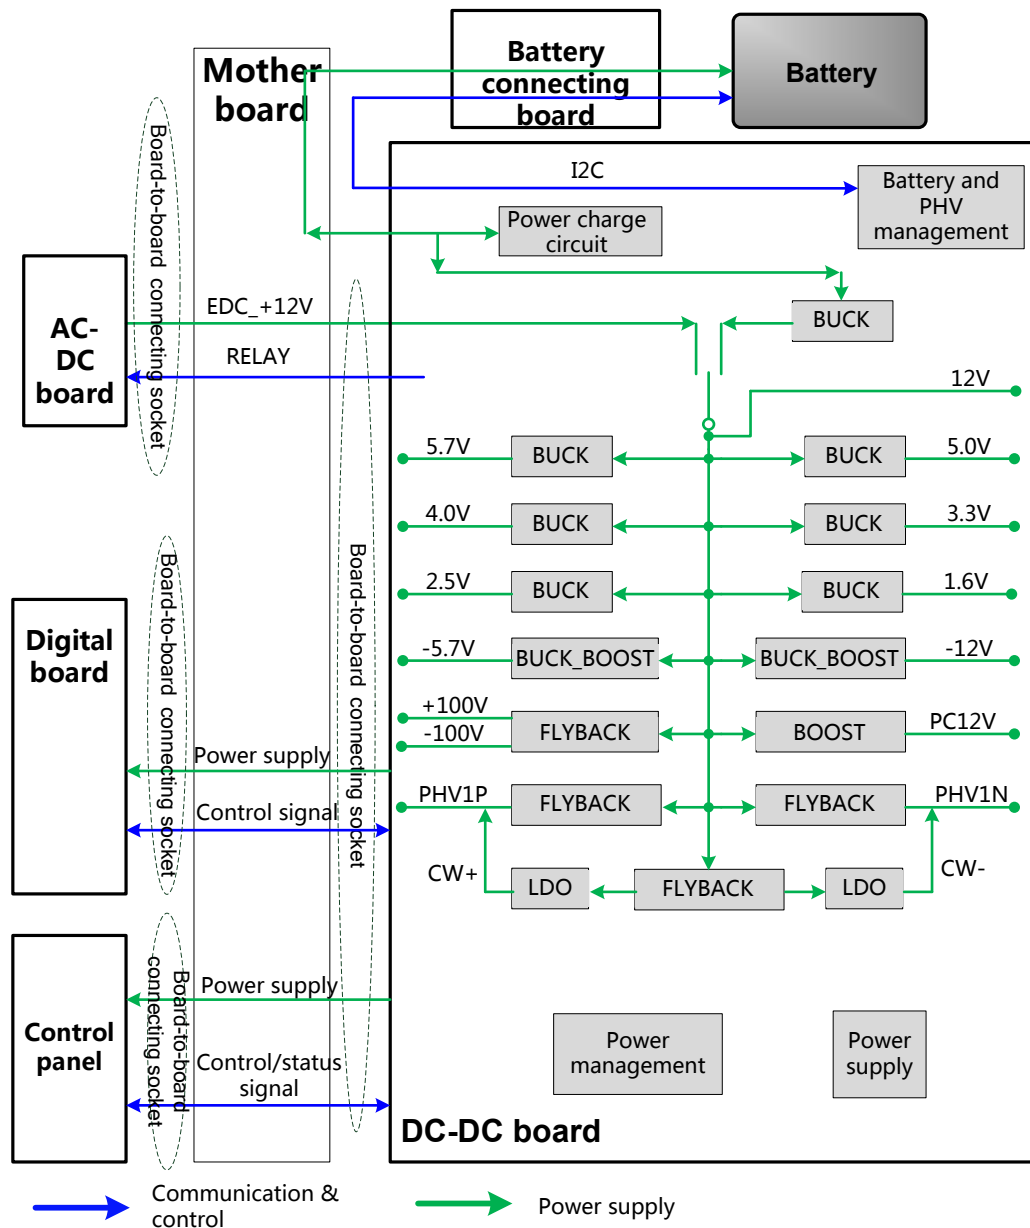 Mother
board
Battery
connecting
board
Battery
I2C
Battery and
PHV
management
Power charge
circuit
Board-to-board connecting socket
AC-
DC
board
EDC_+12V
RELAY
BUCK
12V
5.7V
BUCK
BUCK
5.0V
4.0V
BUCK
BUCK
3.3V
2.5V
BUCK
BUCK
1.6V
-5.7V
BUCK_BOOST
BUCK_BOOST
-12V
+100V
-100V
FLYBACK
BOOST
PC12V
PHV1P
FLYBACK
FLYBACK
PHV1N
CW+
LDO
FLYBACK
LDO
CW-
Board-to-board connecting socket
Board-to-board connecting socket
Digital
board
Power supply
Control signal
Board-to-board
connecting socket
Control
panel
Power supply
Control/status
signal
Power
management
Power
supply
DC-DC board
Communication &
control
Power supply